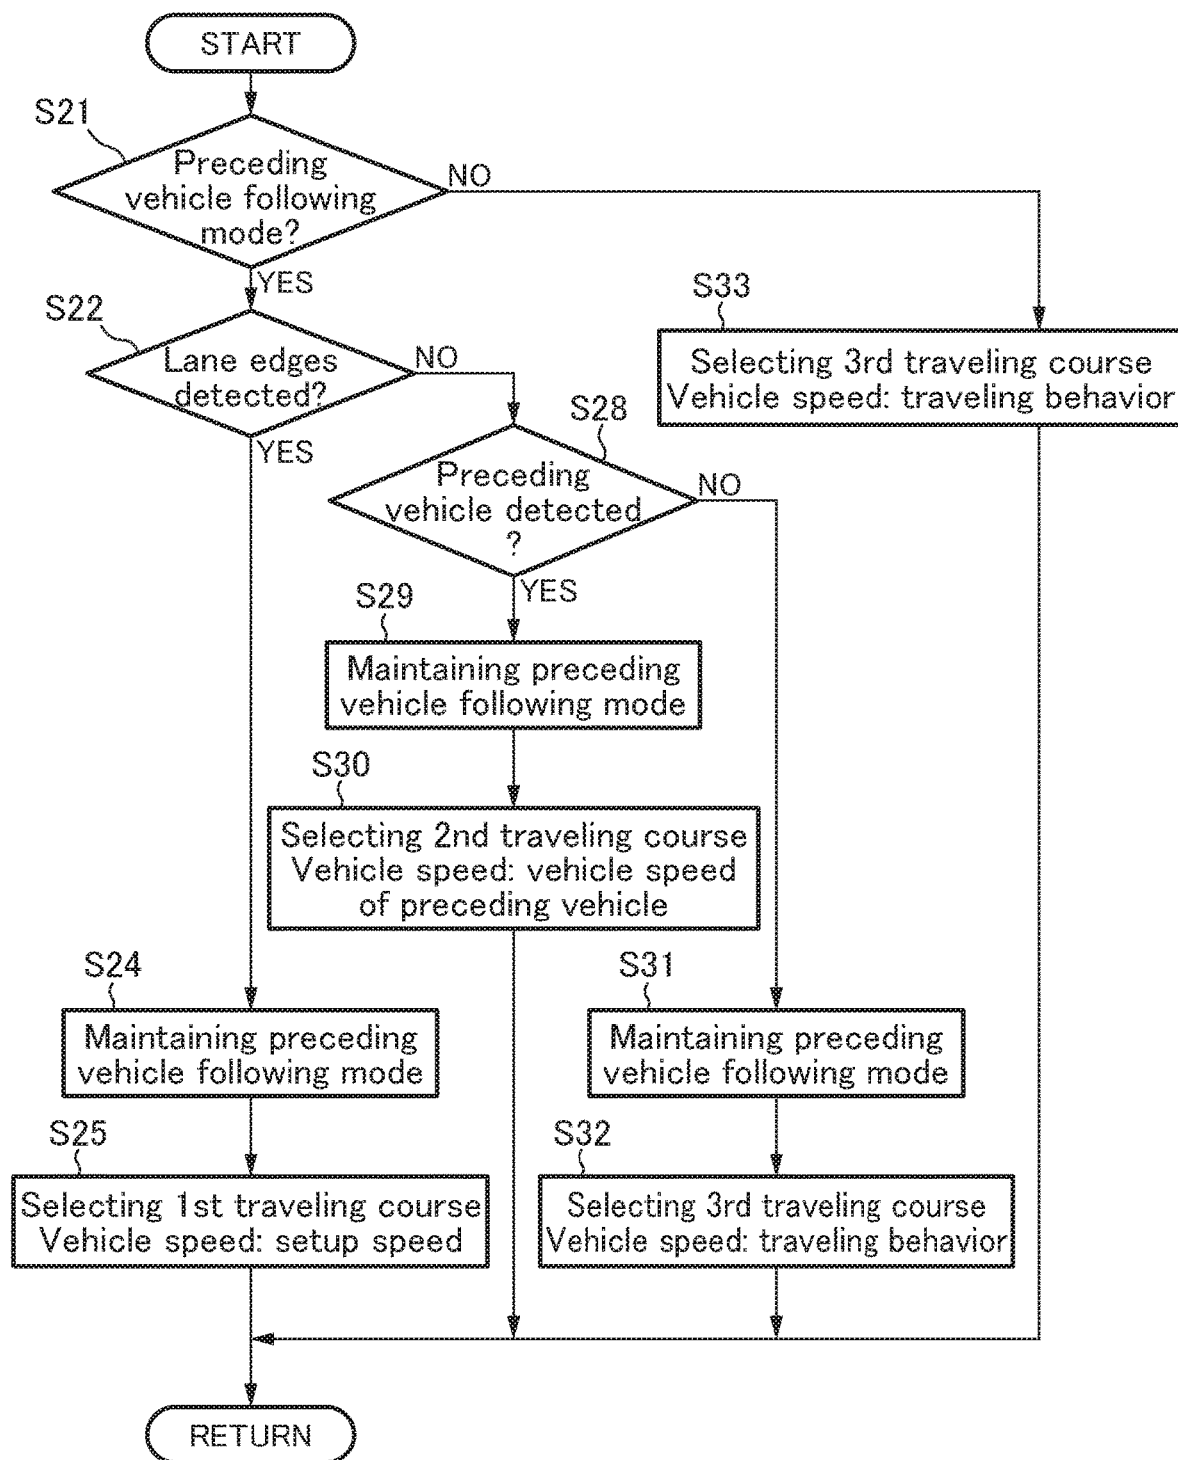 START
S21
Preceding
vehicle following
mode?
NO
YES
S22
Lane edges
detected?
NO
YES
S33
Selecting 3rd traveling course
Vehicle speed: traveling behavior
S28
Preceding
vehicle detected
?
NO
YES
S29
Maintaining preceding
vehicle following mode
S30
Selecting 2nd traveling course
Vehicle speed: vehicle speed
of preceding vehicle
S24
Maintaining preceding
vehicle following mode
S31
Maintaining preceding
vehicle following mode
S25
Selecting 1st traveling course
Vehicle speed: setup speed
S32
Selecting 3rd traveling course
Vehicle speed: traveling behavior
RETURN